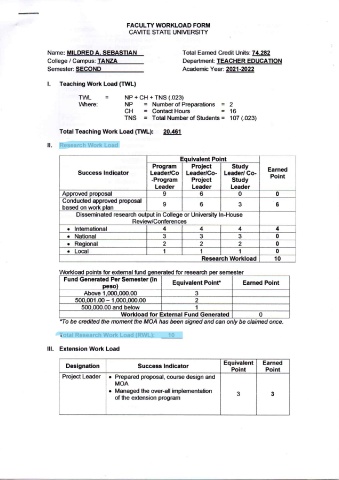 FACULTY WORKLOAD FORM
CAVITE STATE UNIVERSITY
Name: MILDRED A. SEBASTIAN Total Earned Credit Units: 74.282
College / Campus: TANZA Department: TEACHER EDUCATION
Semester: SECOND Academic Year: 2021-2022
I. Teaching Work Load (TWL)
TWL = NP + CH + TNS (.023)
Where: NP = Number of Preparations = 2
CH = Contact Hours = 16
TNS = Total Number of Students = 107 (.023)
Total Teaching Work Load (TWL): 20.461
II. Research Work Load
Success Indicator Equivalent Point Earned Point
Program Leader/Co-Program Leader Project Leader/Co-Project Leader Study Leader/ Co-Study Leader
Approved proposal 9 6 0 0
Conducted approved proposal based on work plan 9 6 3 6
Disseminated research output in College or University In-House Review/Conferences
• International 4 4 4 4
• National 3 3 3 0
• Regional 2 2 2 0
• Local 1 1 1 0
Research Workload 10
Workload points for external fund generated for research per semester
Fund Generated Per Semester (in peso) Equivalent Point* Earned Point
Above 1,000,000.00 3
500,001.00 – 1,000,000.00 2
500,000.00 and below 1
Workload for External Fund Generated 0
*To be credited the moment the MOA has been signed and can only be claimed once.
Total Research Work Load (RWL): 10
III. Extension Work Load
Designation Success Indicator Equivalent Point Earned Point
Project Leader • Prepared proposal, course design and MOA
• Managed the over-all implementation of the extension program 3 3